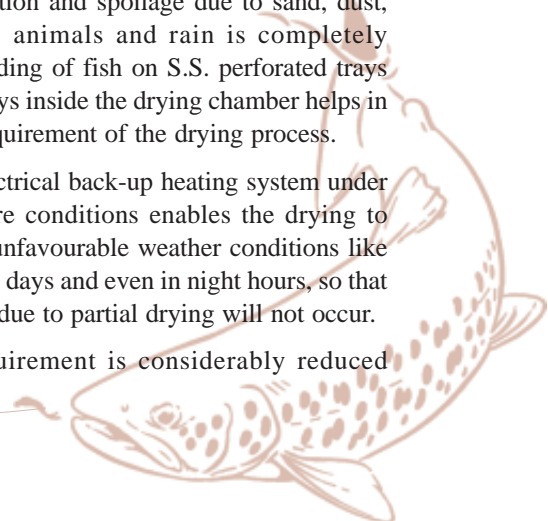 tion and spoilage due to sand, dust,
animals and rain is completely
ding of fish on S.S. perforated trays
ys inside the drying chamber helps in
quirement of the drying process.
ctrical back-up heating system under
re conditions enables the drying to
unfavourable weather conditions like
days and even in night hours, so that
due to partial drying will not occur.
uirement is considerably reduced